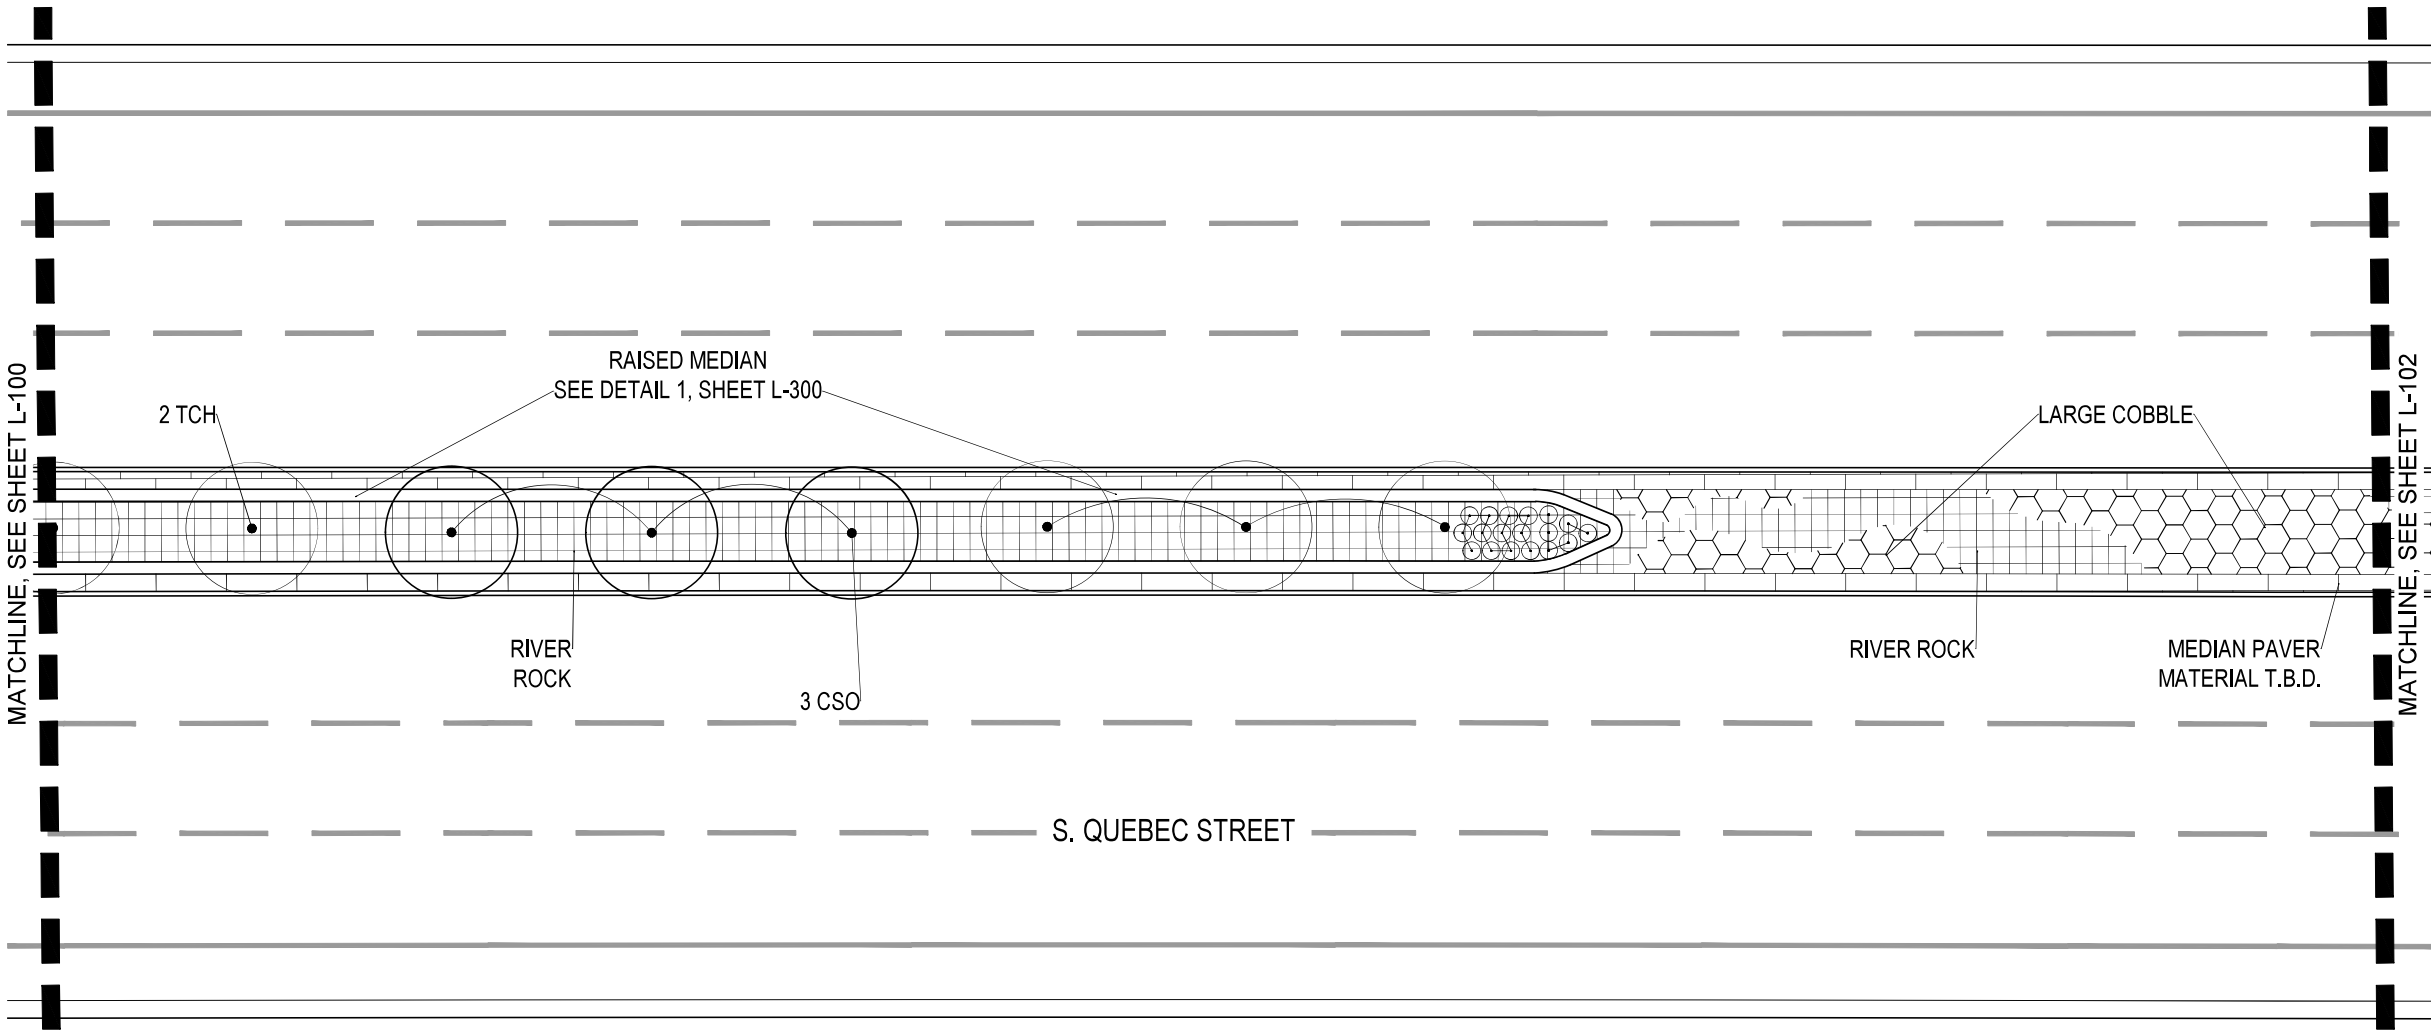 MATCHLINE, SEE SHEET L-100
RAISED MEDIAN
SEE DETAIL 1, SHEET L-300
2 TCH
LARGE COBBLE
MATCHLINE, SEE SHEET L-102
RIVER
ROCK
3 CSO
RIVER ROCK
MEDIAN PAVER
MATERIAL T.B.D.
S. QUEBEC STREET